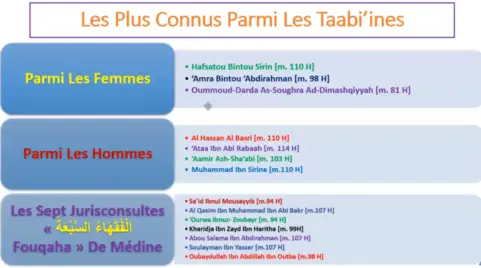 Les Plus Connus Parmi Les Taabi’ines
Parmi Les Femmes
• Hafsatou Bintou Sirin [m. 110 H]
• ‘Amra Bintou ‘Abdirahman [m. 98 H]
• Oummoud-Darda As-Soughra Ad-Dimashqiyyah [m. 81 H]
Parmi Les Hommes
• Al Hassan Al Basri [m. 110 H]
• ‘Ataa Ibn Abi Rabaah [m. 114 H]
• ‘Aamir Ash-Sha’abi [m. 103 H]
• Muhammad Ibn Sirine [m.110 H]
Les Sept Jurisconsultes
« الفُقَهَاءُ السَّبْعَة
Fouqaha » De Médine
• Sa’id Ibnul Mousayyib [m.94 H]
• Al Qasim Ibn Muhammad Ibn Abi Bakr [m.107 H]
• ‘Ourwa Ibnuz- Zoubayr [m. 94 H]
• Kharidja Ibn Zayd Ibn Haritha [m. 99H]
• Abou Salama Ibn Abdirahman [m. 107 H]
• Soulayman Ibn Yassar [m.107 H]
• Oubaydullah Ibn Abdillah Ibn Outba [m.98 H]